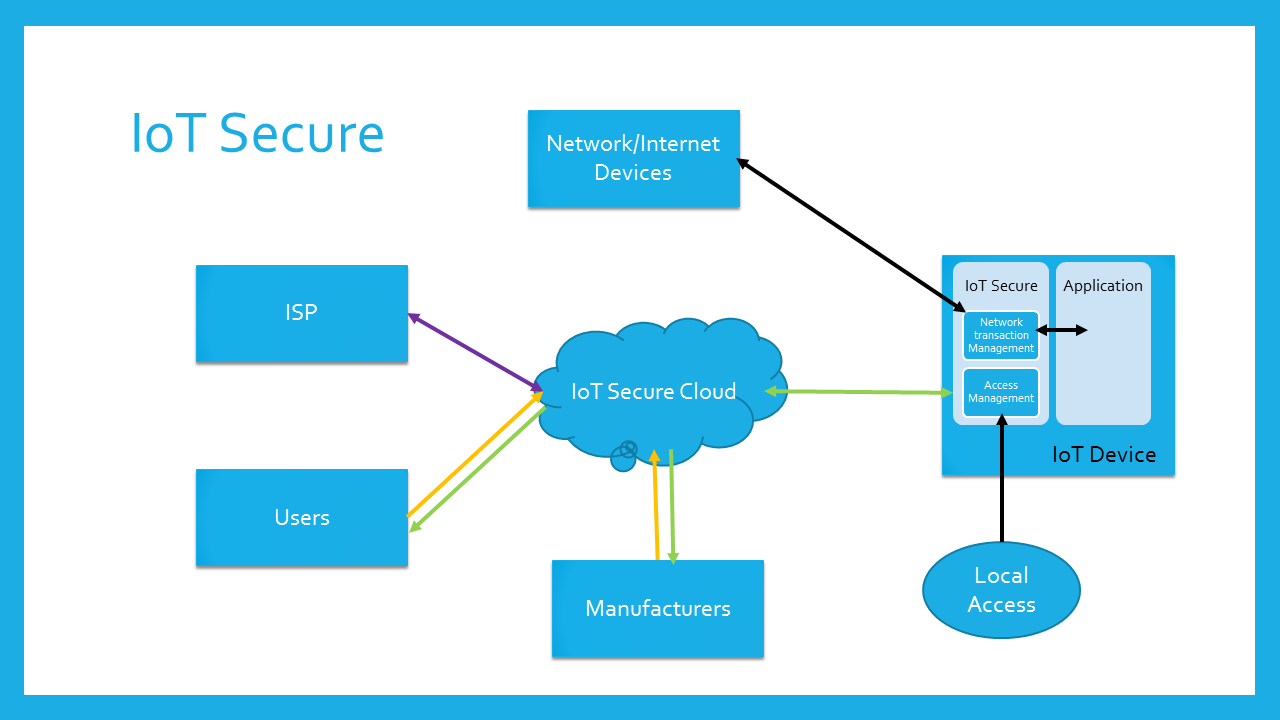 IoT Secure
Network/Internet
Devices
ISP
IoT Secure
Application
Network
transaction
Management
Access
Management
IoT Secure Cloud
IoT Device
Users
Local
Access
Manufacturers